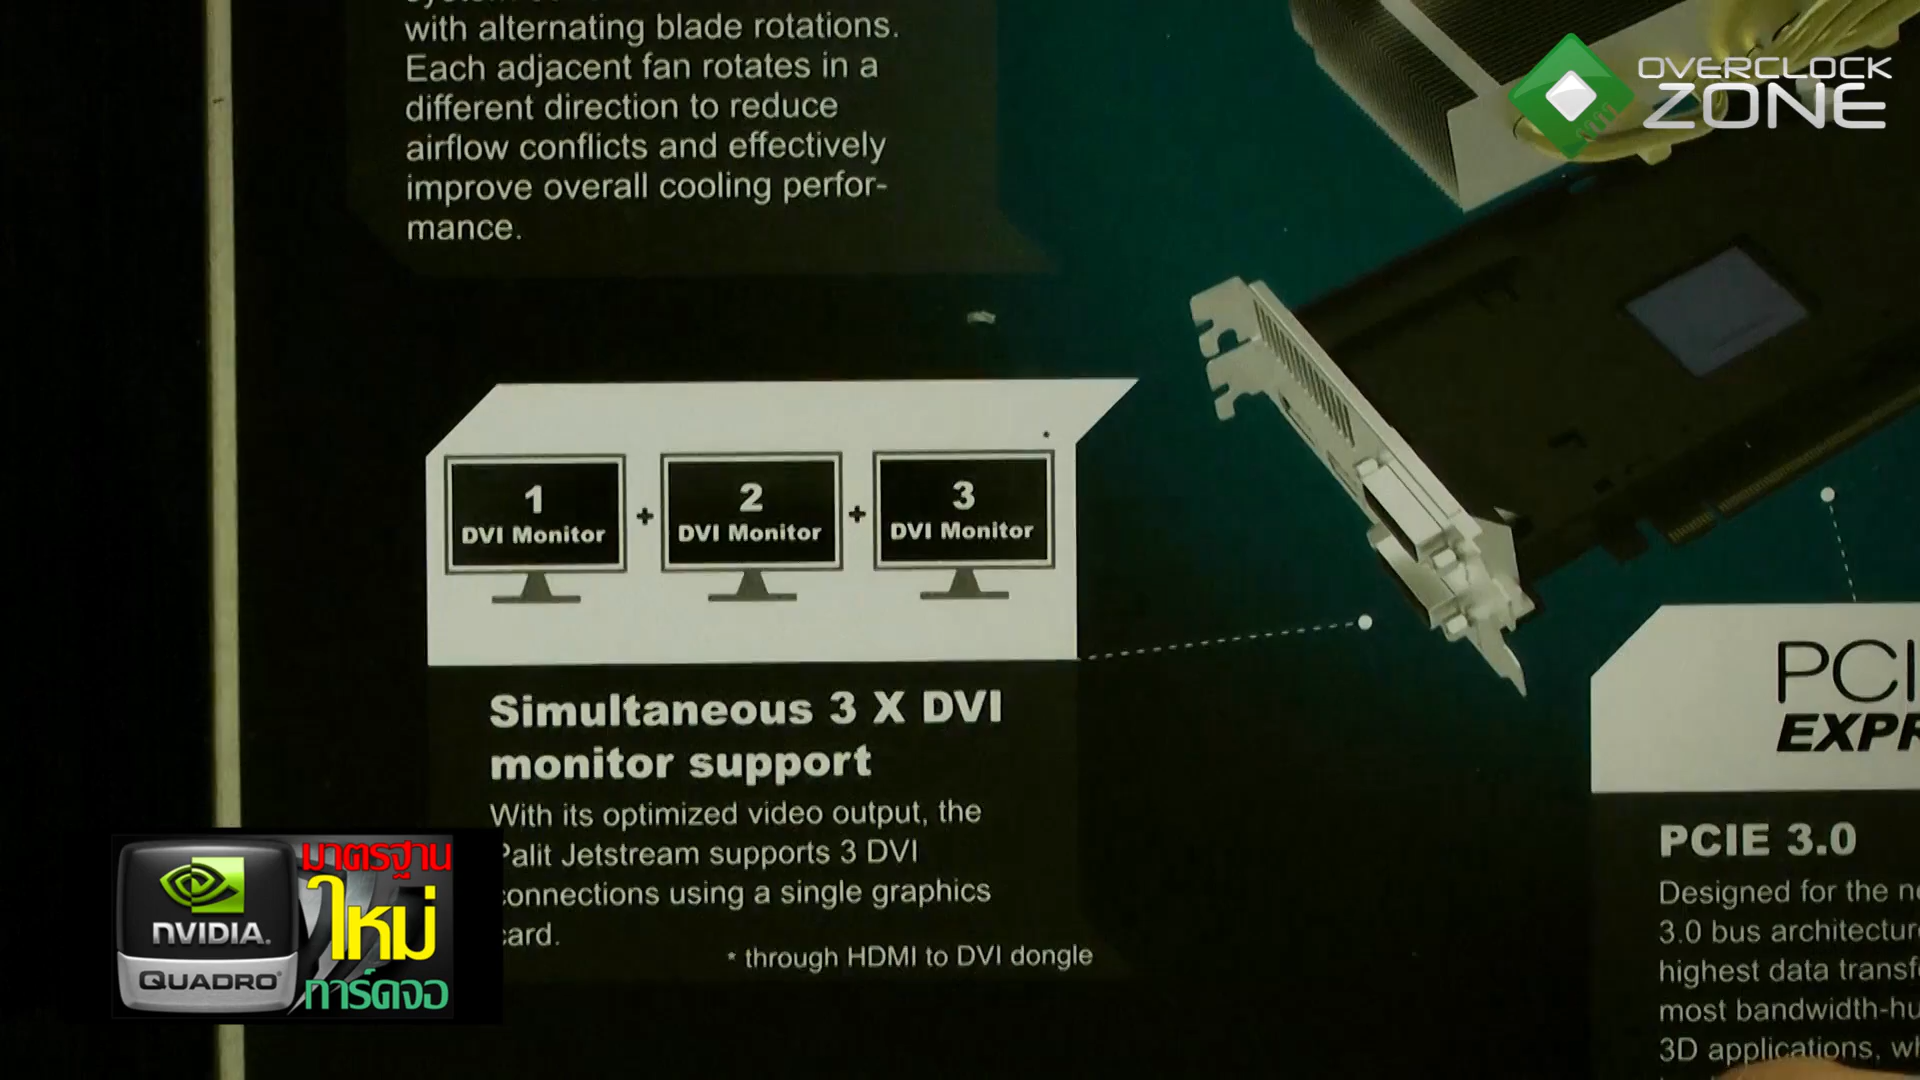 with alternating blade rotations.
Each adjacent fan rotates in a
different direction to reduce
airflow conflicts and effectively
improve overall cooling perfor-
mance.
OVERCLOCK
ZONE
*
1
DVI Monitor
+
2
DVI Monitor
+
3
DVI Monitor
Simultaneous 3 X DVI
monitor support
With its optimized video output, the
Palit Jetstream supports 3 DVI
connections using a single graphics
card.
* through HDMI to DVI dongle
PCI
EXPR
PCIE 3.0
Designed for the
3.0 bus architectur
highest data transf
most bandwidth-hu
3D applications,
NVIDIA.
QUADRO
มาตรฐาน
ใหม่
การ์ดจอ